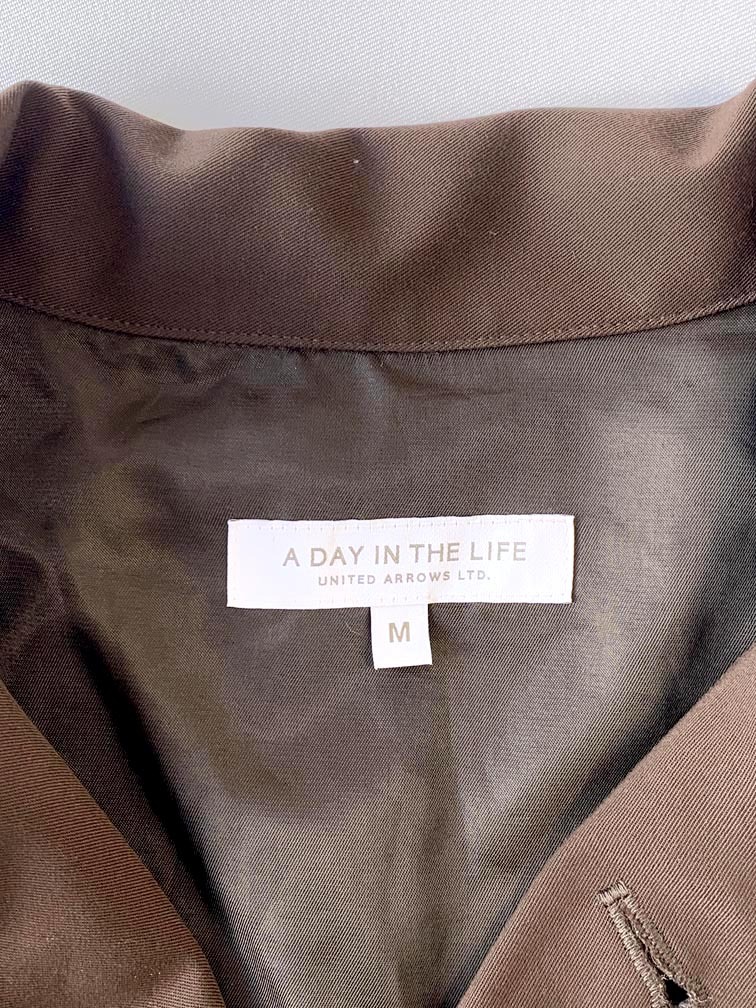 A DAY IN THE LIFE
UNITED ARROWS LTD.
M